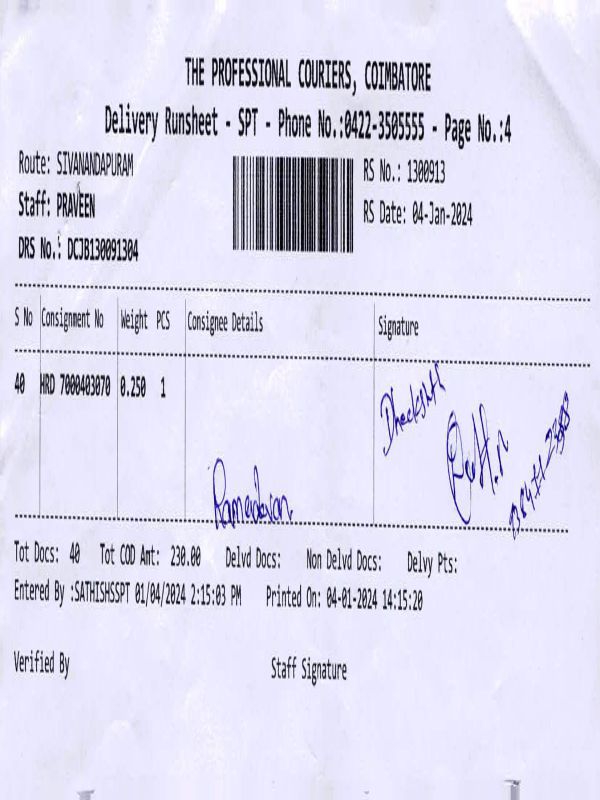 THE PROFESSIONAL COURIERS, COIMBATORE
Delivery Runsheet - SPT - Phone No.:0422-3505555 - Page No.:4
Route: SIVANANDAPURAM
RS No.: 1300913
Staff: PRAVEEN
RS Date: 04-Jan-2024
DRS No.: DCJB130091304
S No Consignment No Weight PCS Consignee Details Signature
40 HRD 7000403070 0.250 1
Tot Docs: 40 Tot COD Amt: 230.00 Delvd Docs: Non Delvd Docs: Delvy Pts:
Entered By :SATHISHSSPT 01/04/2024 2:15:03 PM Printed On: 04-01-2024 14:15:20
Verified By Staff Signature